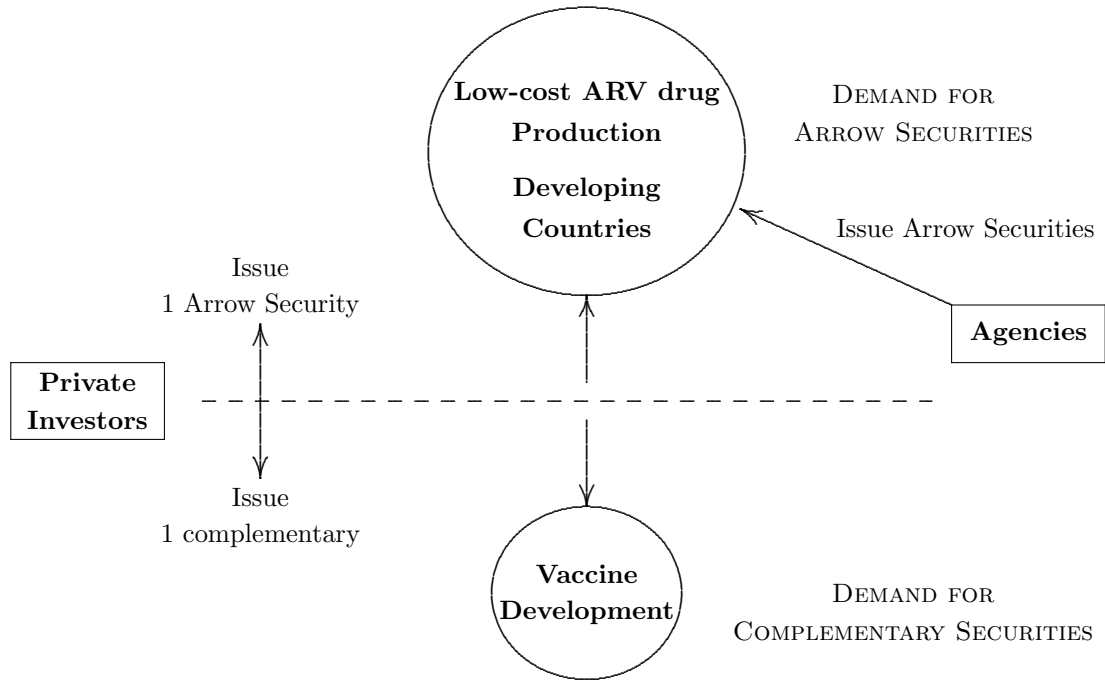 Low-cost ARV drug
Production
Developing
Countries
DEMAND FOR
ARROW SECURITIES
Issue Arrow Securities
Agencies
Issue
1 Arrow Security
Private
Investors
Issue
1 complementary
Vaccine
Development
DEMAND FOR
COMPLEMENTARY SECURITIES